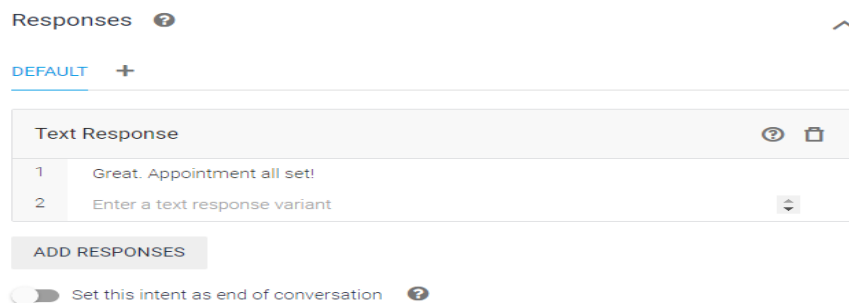 Responses
DEFAULT +
Text Response
1 Great. Appointment all set!
2 Enter a text response variant
ADD RESPONSES
Set this intent as end of conversation